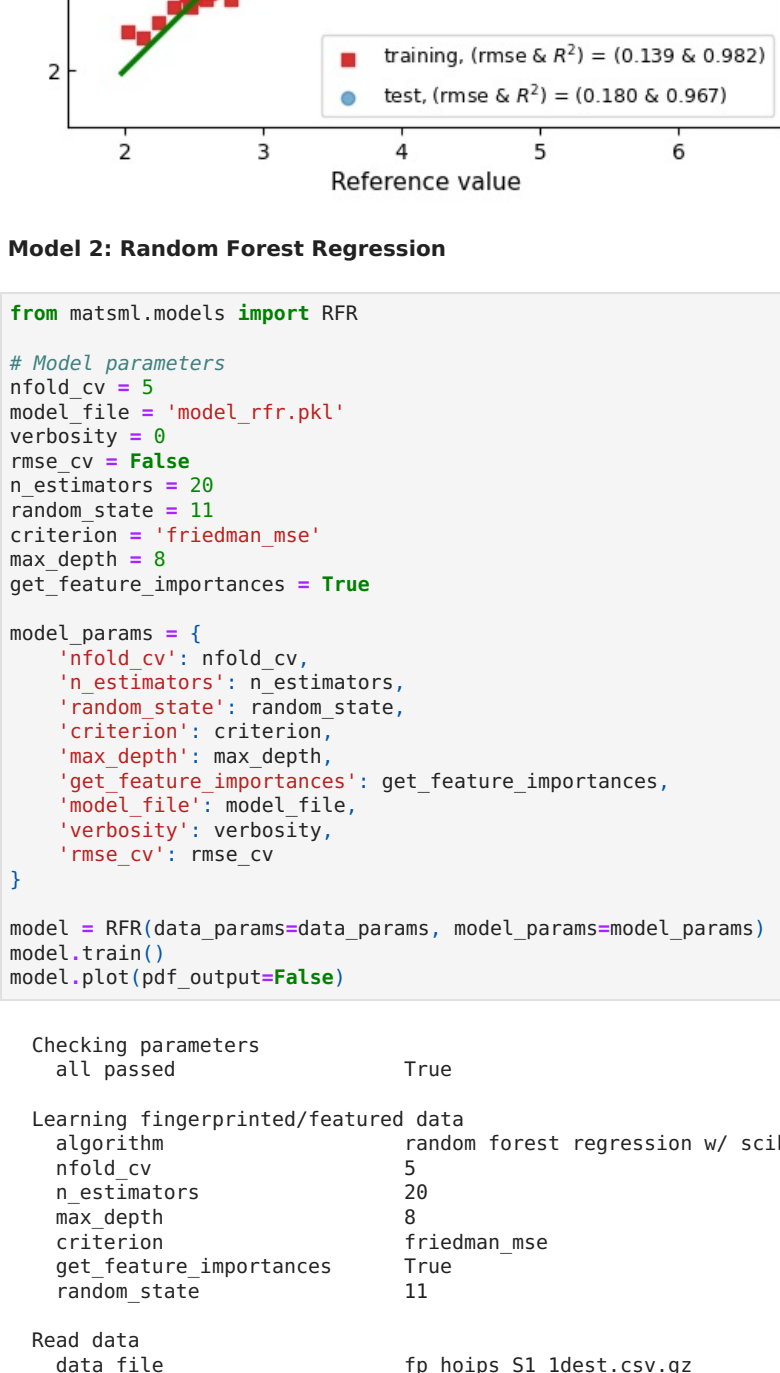 2
training, (rmse & R²) = (0.139 & 0.982)
test, (rmse & R²) = (0.180 & 0.967)
2 3 4 5 6
Reference value
Model 2: Random Forest Regression
from matsml.models import RFR
# Model parameters
nfold_cv = 5
model_file = 'model_rfr.pkl'
verbosity = 0
rmse_cv = False
n_estimators = 20
random_state = 11
criterion = 'friedman_mse'
max_depth = 8
get_feature_importances = True
model_params = {
    'nfold_cv': nfold_cv,
    'n_estimators': n_estimators,
    'random_state': random_state,
    'criterion': criterion,
    'max_depth': max_depth,
    'get_feature_importances': get_feature_importances,
    'model_file': model_file,
    'verbosity': verbosity,
    'rmse_cv': rmse_cv
}
model = RFR(data_params=data_params, model_params=model_params)
model.train()
model.plot(pdf_output=False)
Checking parameters
  all passed True
Learning fingerprinted/featured data
  algorithm random forest regression w/
  nfold_cv 5
  n_estimators 20
  max_depth 8
  criterion friedman_mse
  get_feature_importances True
  random_state 11
Read data
  data file fp_hoips_S1_1dest.csv.gz